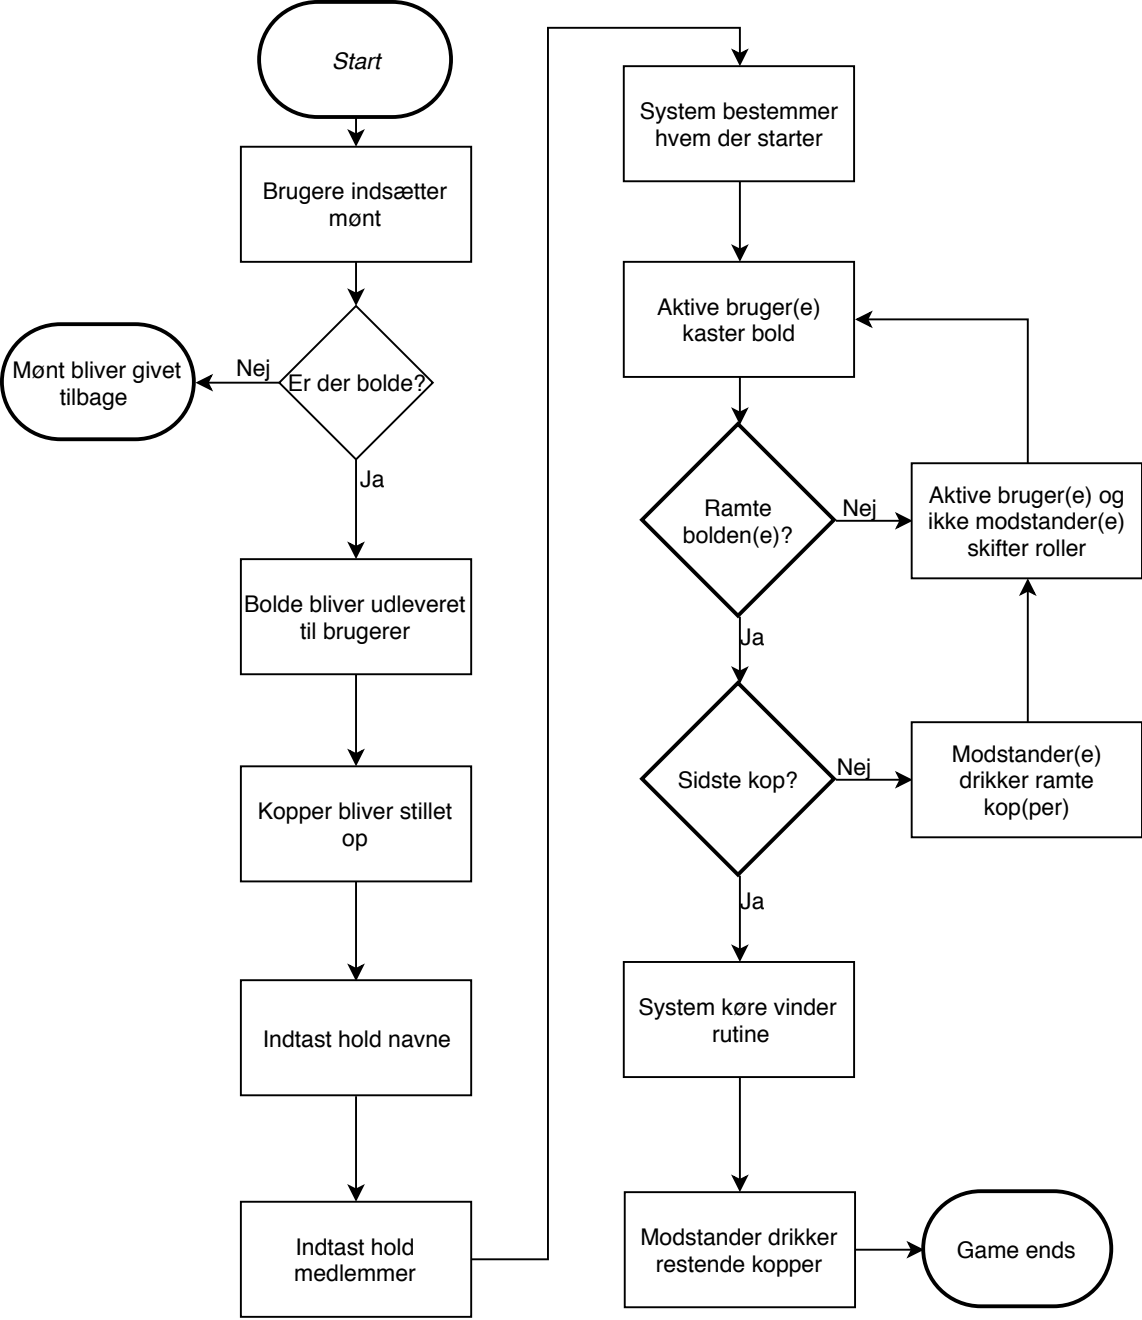 Start
Brugere indsætter
mønt
Er der bolde?
Nej
Mønt bliver givet
tilbage
Ja
Bolde bliver udleveret
til brugerer
Kopper bliver stillet
op
Indtast hold navne
Indtast hold
medlemmer
System bestemmer
hvem der starter
Aktive bruger(e)
kaster bold
Ramte
bolden(e)?
Nej
Aktive bruger(e) og
ikke modstander(e)
skifter roller
Ja
Sidste kop?
Nej
Modstander(e)
drikker ramte
kop(per)
Ja
System køre vinder
rutine
Modstander drikker
restende kopper
Game ends